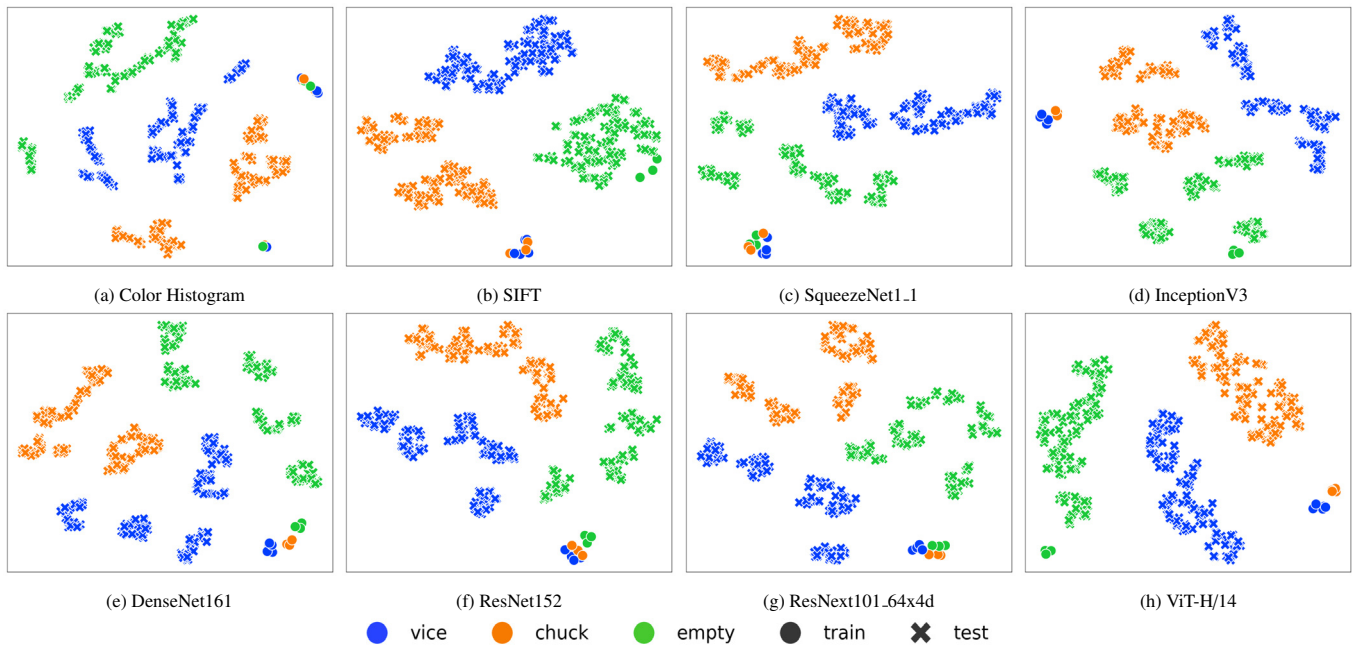 (a) Color Histogram
(b) SIFT
(c) SqueezeNet1_1
(d) InceptionV3
(e) DenseNet161
(f) ResNet152
(g) ResNext101_64x4d
(h) ViT-H/14
vice chuck empty train test